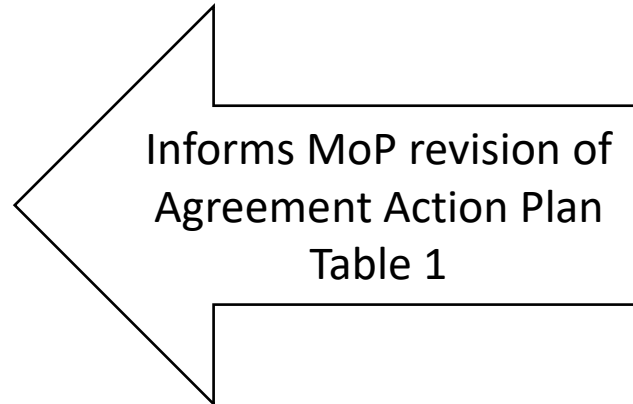 Informs MoP revision of
Agreement Action Plan
Table 1